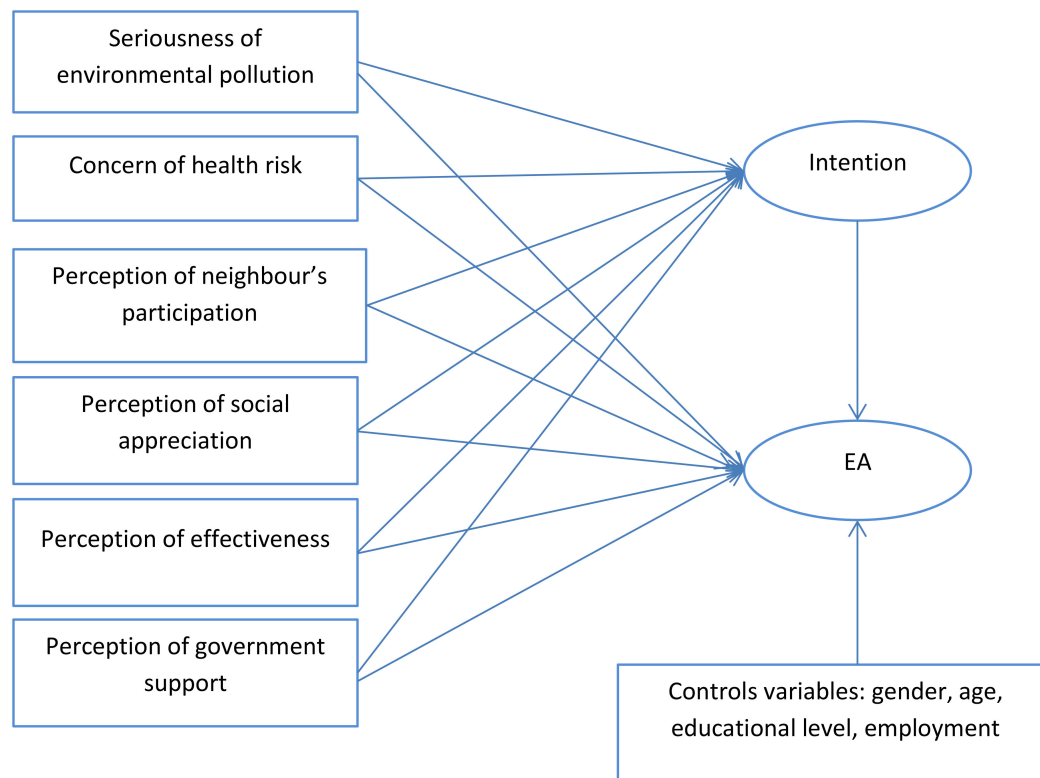 Seriousness of
environmental pollution
Concern of health risk
Perception of neighbour’s
participation
Perception of social
appreciation
Perception of effectiveness
Perception of government
support
Intention
EA
Controls variables: gender, age,
educational level, employment